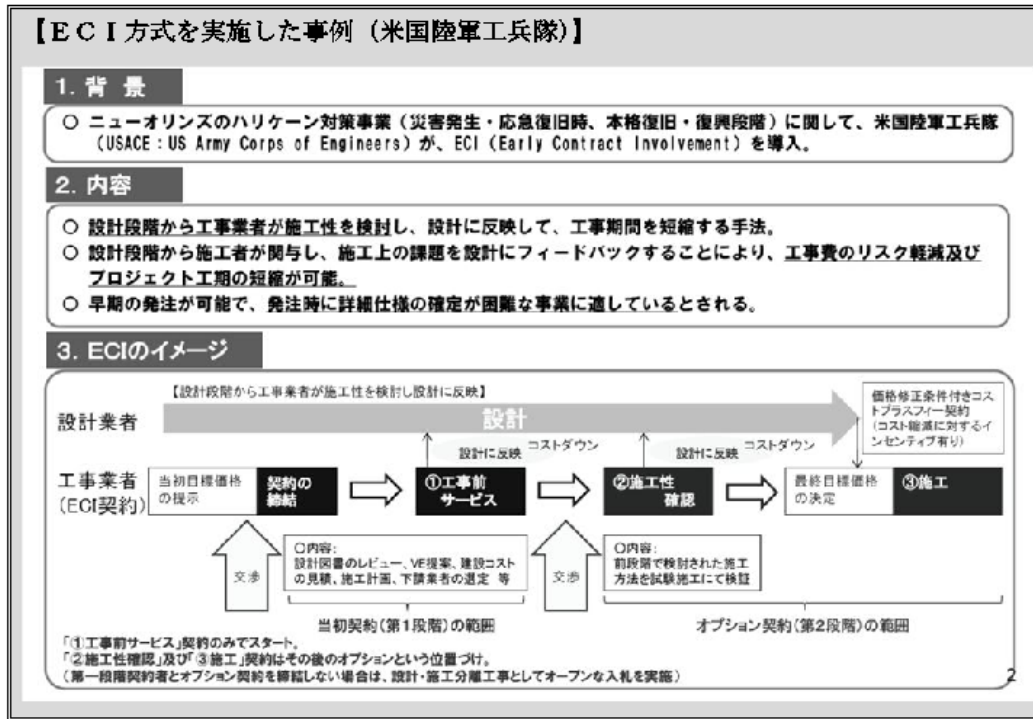 【ＥＣＩ方式を実施した事例（米国陸軍工兵隊）】
1. 背 景
○ ニューオリンズのハリケーン対策事業（災害発生・応急復旧時、本格復旧・復興段階）に関して、米国陸軍工兵隊
（USACE：US Army Corps of Engineers）が、ECI（Early Contract Involvement）を導入。
2. 内容
○ 設計段階から工事業者が施工性を検討し、設計に反映して、工事期間を短縮する手法。
○ 設計段階から施工者が関与し、施工上の課題を設計にフィードバックすることにより、工事費のリスク軽減及び
プロジェクト工期の短縮が可能。
○ 早期の発注が可能で、発注時に詳細仕様の確定が困難な事業に適しているとされる。
3. ECIのイメージ
【設計段階から工事業者が施工性を検討し設計に反映】
設計業者
設計
価格修正条件付きコス
トプラスフィー契約
(コスト縮減に対するイ
ンセンティブ有り)
設計に反映
コストダウン
設計に反映
コストダウン
工事業者
(ECI契約)
当初目標価格
の提示
契約の
締結
①工事前
サービス
②施工性
確認
最終目標価格
の決定
③施工
交渉
○内容：
設計図書のレビュー、VE提案、建設コスト
の見積、施工計画、下請業者の選定 等
交渉
○内容：
前段階で検討された施工
方法を試験施工にて検証
当初契約(第1段階)の範囲
オプション契約(第2段階)の範囲
「①工事前サービス」契約のみでスタート。
「②施工性確認」及び「③施工」契約はその後のオプションという位置づけ。
（第一段階契約者とオプション契約を締結しない場合は、設計・施工分離工事としてオープンな入札を実施）
2